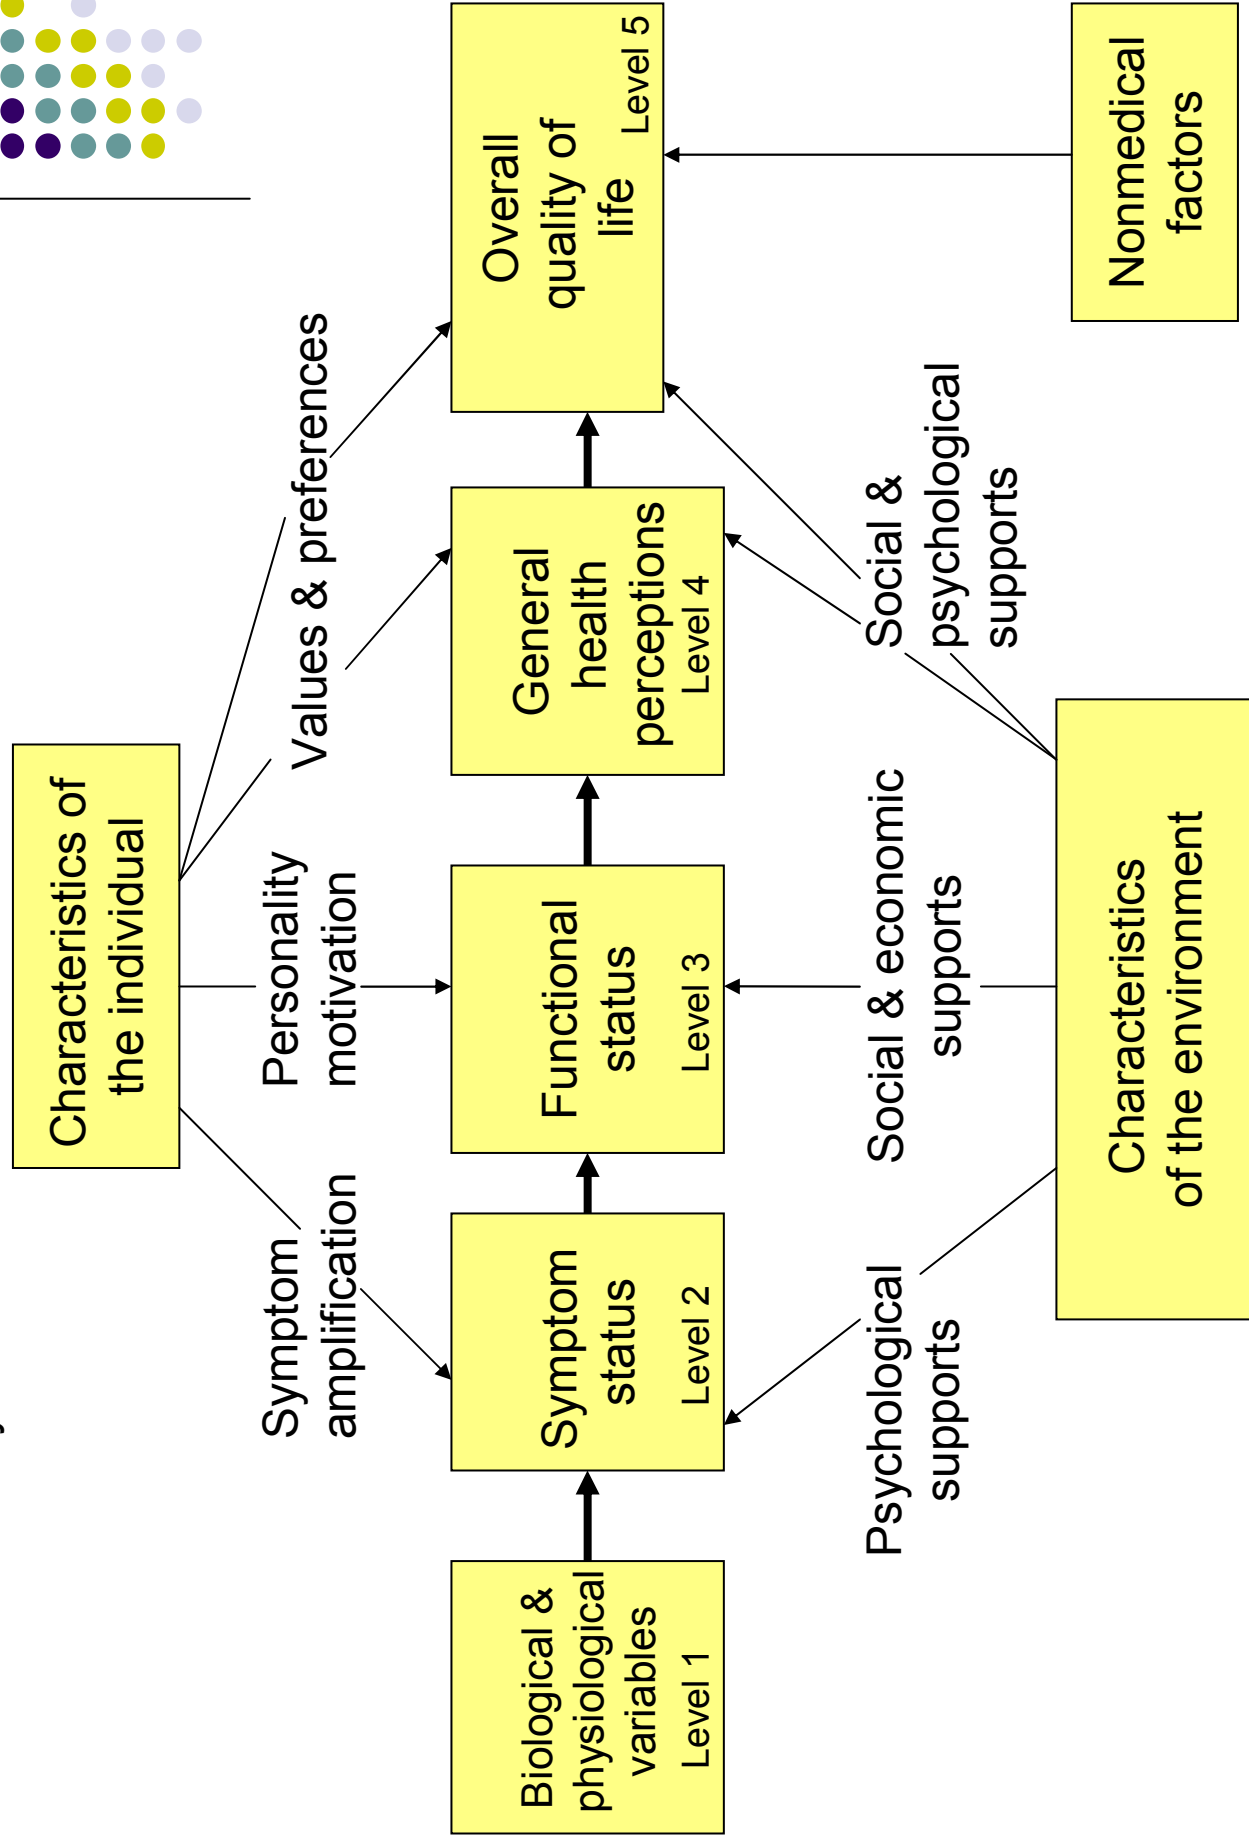 Characteristics of
the individual
Symptom
amplification
Personality
motivation
Values & preferences
Biological &
physiological
variables
Level 1
Symptom
status
Level 2
Functional
status
Level 3
General
health
perceptions
Level 4
Overall
quality of
life
Level 5
Psychological
supports
Social & economic
supports
Social &
psychological
supports
Characteristics
of the environment
Nonmedical
factors